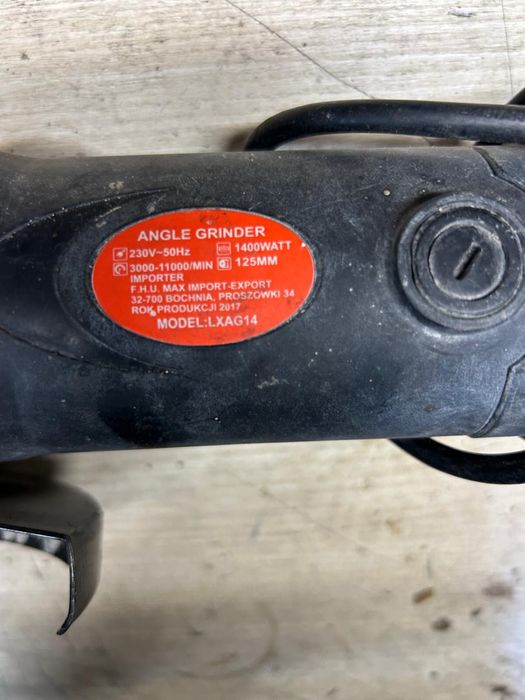 ANGLE GRINDER
230V~50Hz 1400WATT
3000-11000/MIN 125MM
IMPORTER
F.H.U. MAX IMPORT-EXPORT
32-700 BOCHNIA, PROSZOWKI 34
ROK PRODUKCJI 2017
MODEL:LXAG14